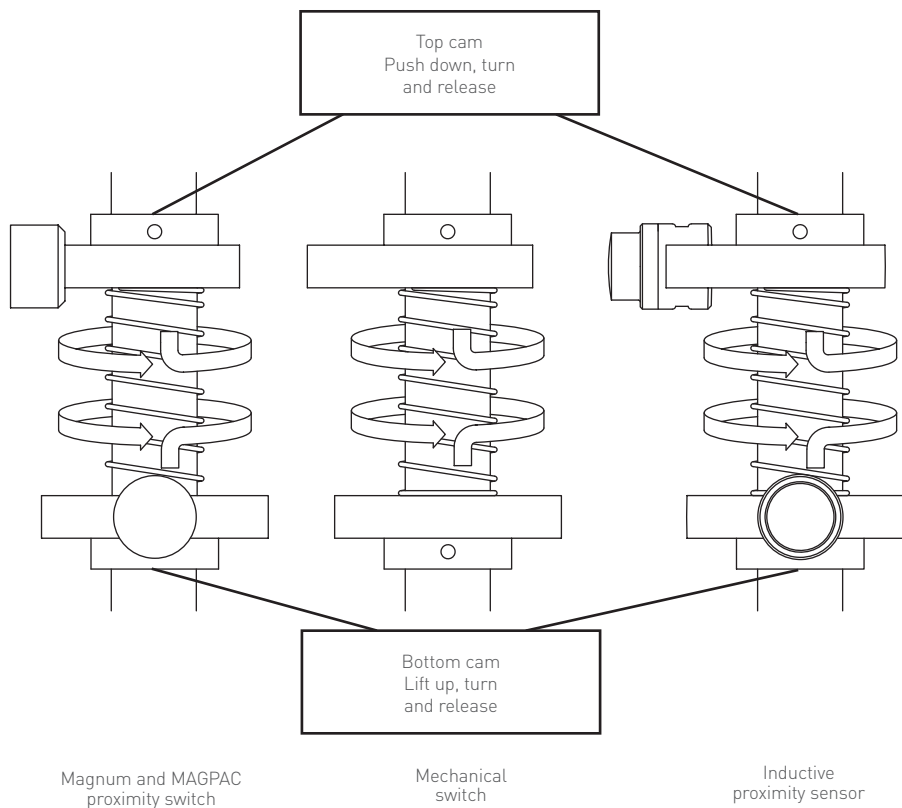 Top cam
Push down, turn
and release
Bottom cam
Lift up, turn
and release
Magnum and MAGPAC
proximity switch
Mechanical
switch
Inductive
proximity sensor